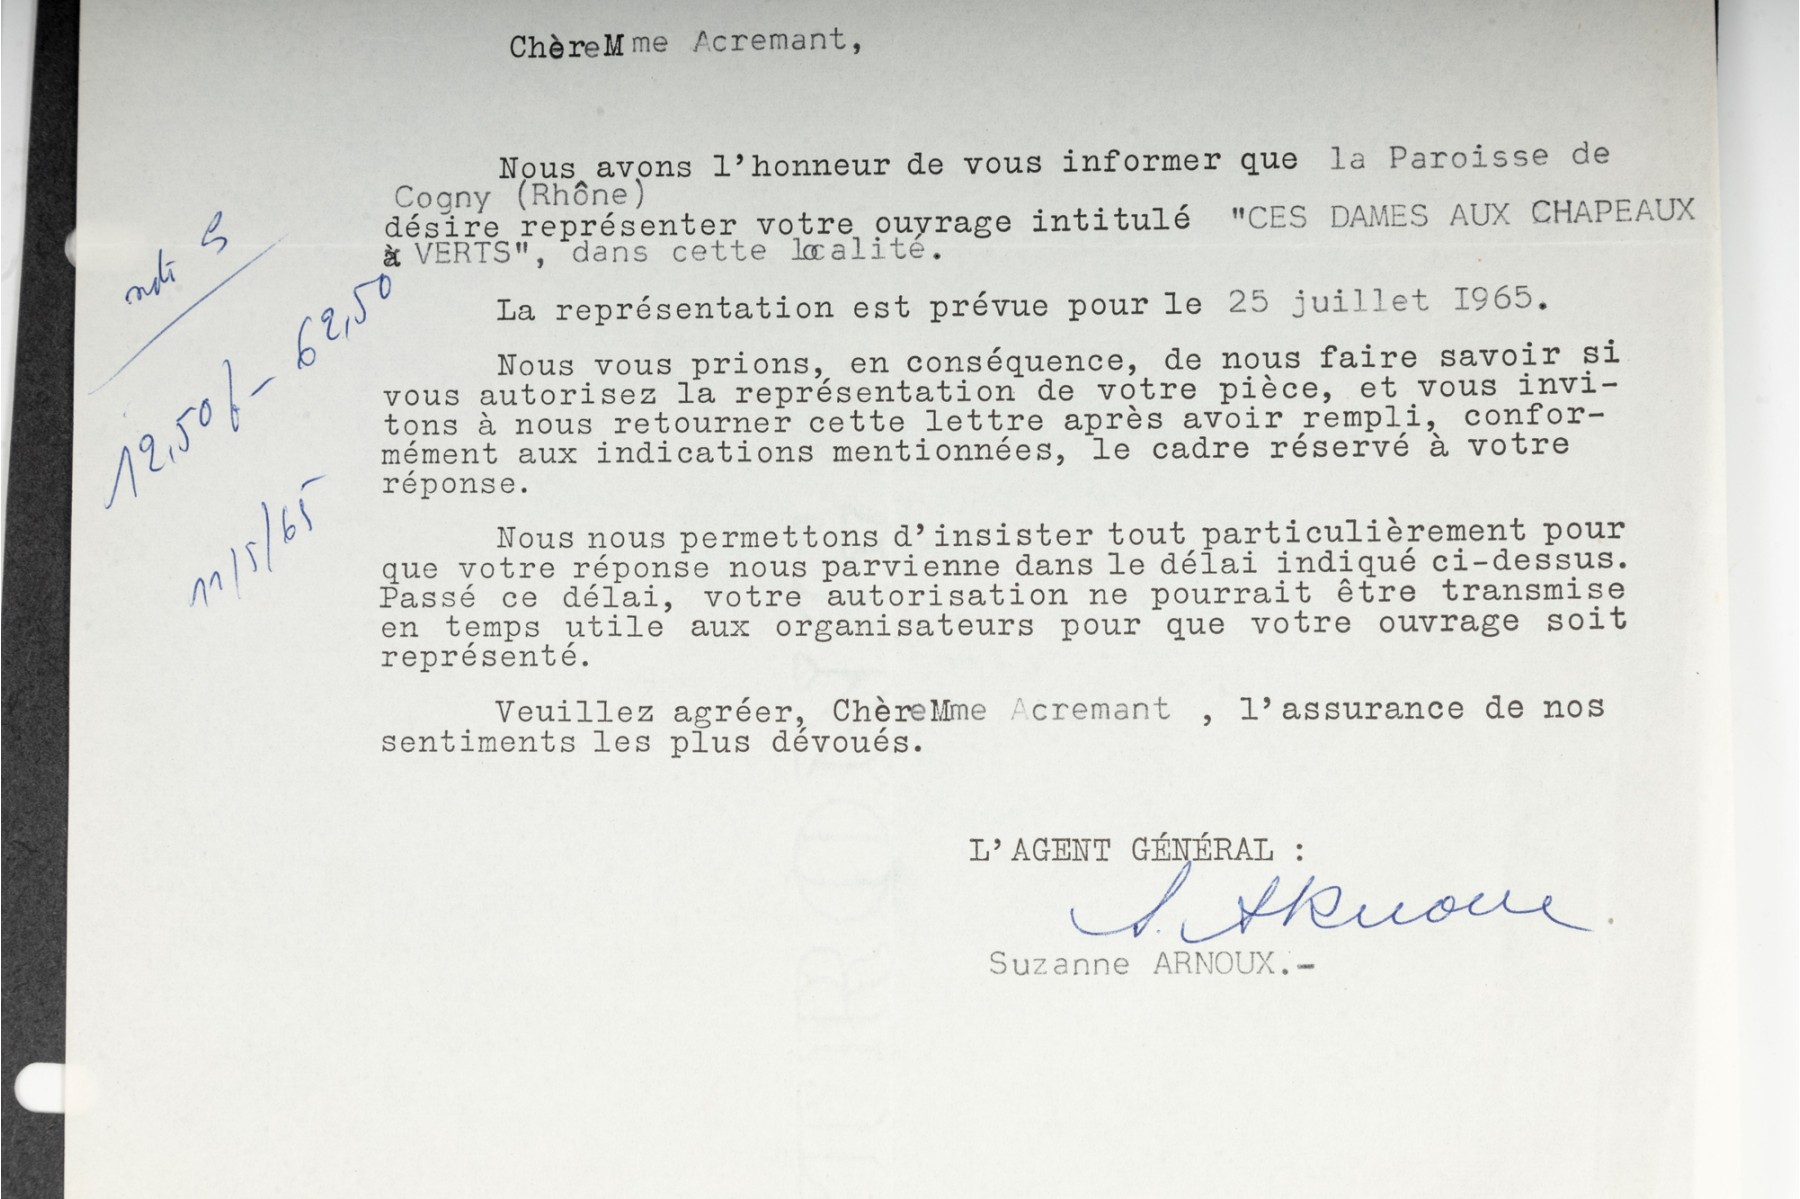 ChèreMme Acremant,
Nous avons l'honneur de vous informer que la Paroisse de
Cogny (Rhône)
désire représenter votre ouvrage intitulé "CES DAMES AUX CHAPEAUX
à VERTS", dans cette localité.
La représentation est prévue pour le 25 juillet I965.
Nous vous prions, en conséquence, de nous faire savoir si
vous autorisez la représentation de votre pièce, et vous invi-
tons à nous retourner cette lettre après avoir rempli, confor-
mément aux indications mentionnées, le cadre réservé à votre
réponse.
Nous nous permettons d'insister tout particulièrement pour
que votre réponse nous parvienne dans le délai indiqué ci-dessus.
Passé ce délai, votre autorisation ne pourrait être transmise
en temps utile aux organisateurs pour que votre ouvrage soit
représenté.
Veuillez agréer, ChèreMme Acremant , l'assurance de nos
sentiments les plus dévoués.
L'AGENT GÉNÉRAL :
S. Arnoux
Suzanne ARNOUX.-
12,50 /- 62,50
11/5/65